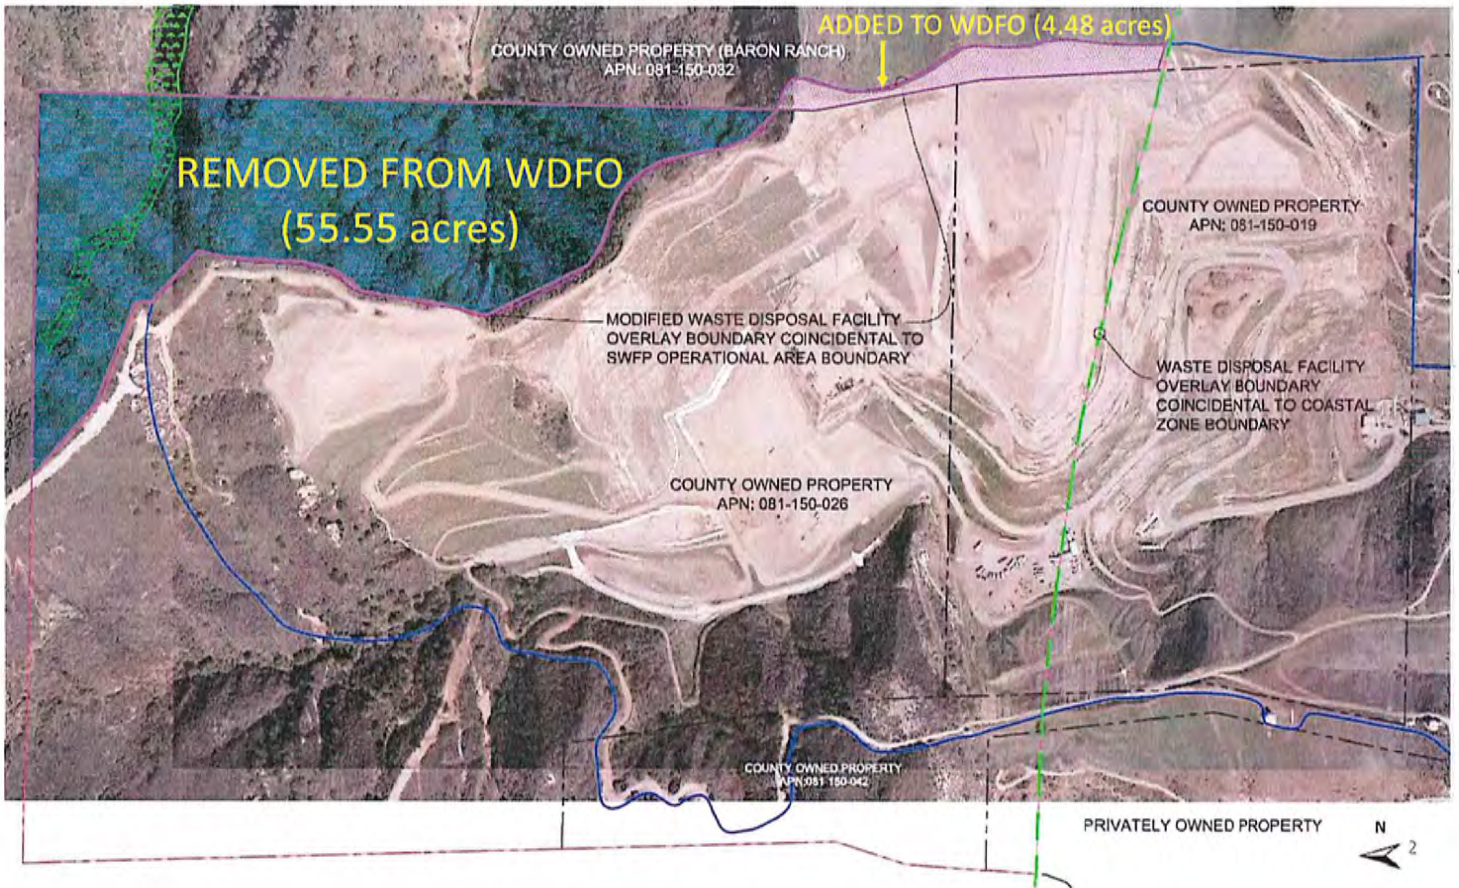 ADDED TO WDFO (4.48 acres)
COUNTY OWNED PROPERTY (BARON RANCH)
APN: 081-150-032
REMOVED FROM WDFO
(55.55 acres)
COUNTY OWNED PROPERTY
APN: 081-150-019
MODIFIED WASTE DISPOSAL FACILITY
OVERLAY BOUNDARY COINCIDENTAL TO
SWFP OPERATIONAL AREA BOUNDARY
WASTE DISPOSAL FACILITY
OVERLAY BOUNDARY
COINCIDENTAL TO COASTAL
ZONE BOUNDARY
COUNTY OWNED PROPERTY
APN: 081-150-026
COUNTY OWNED PROPERTY
APN:081-150-042
PRIVATELY OWNED PROPERTY
N
2